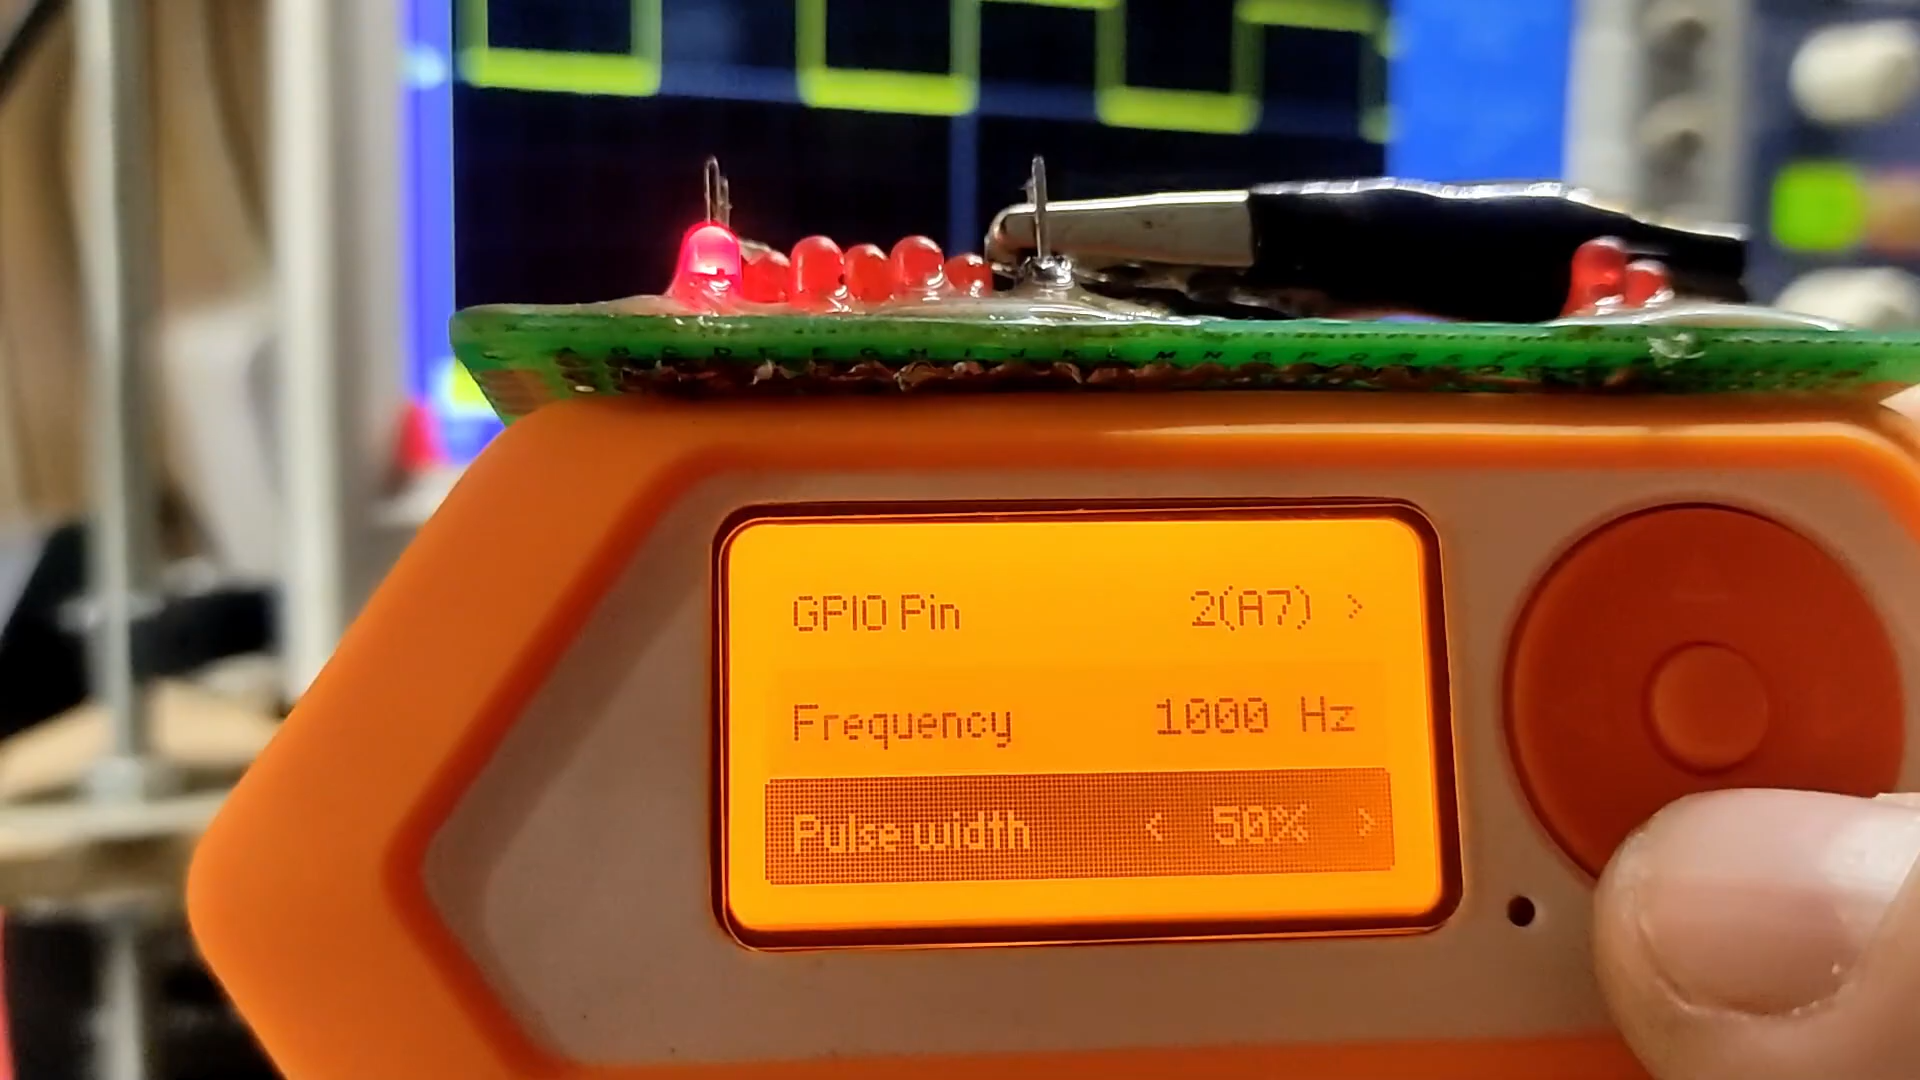 GPIO Pin 2(A7) >
Frequency 1000 Hz
Pulse width < 50% >